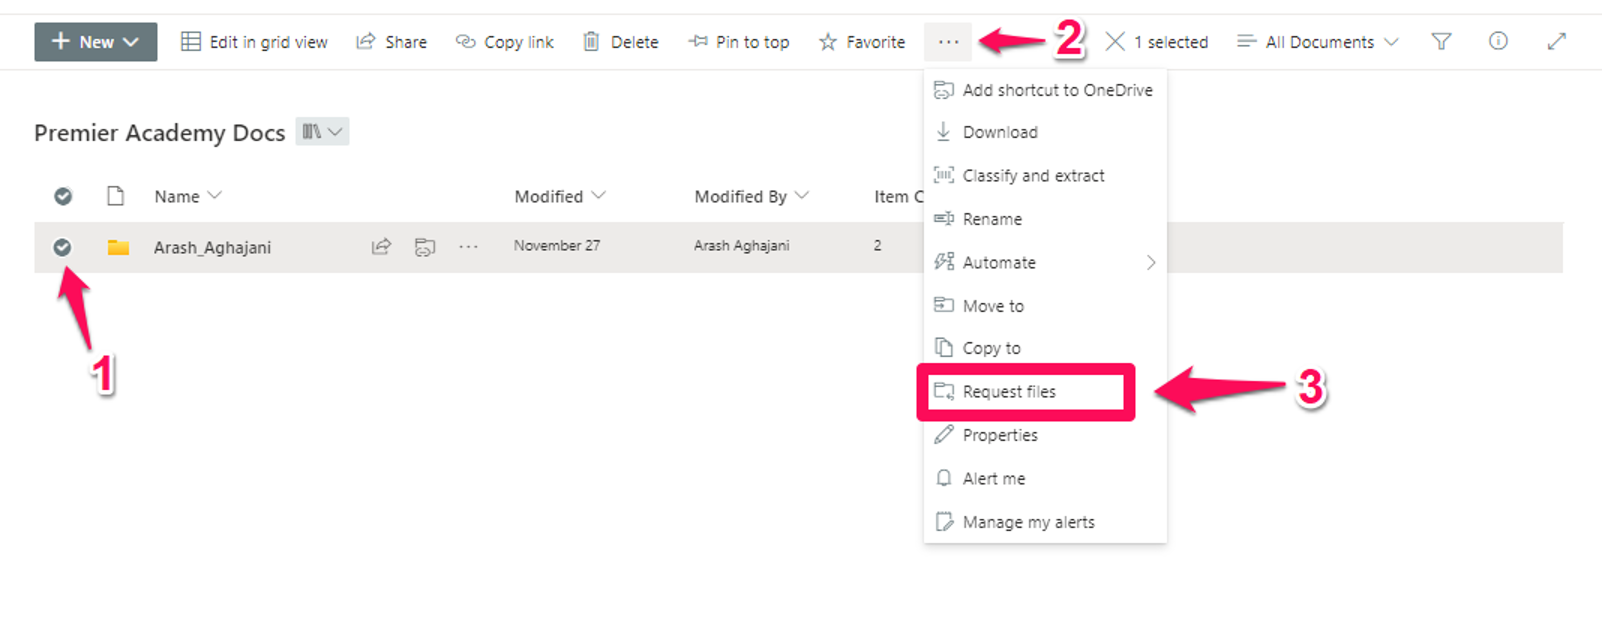 New Edit in grid view Share Copy link Delete Pin to top Favorite ... 2 1 selected All Documents
Add shortcut to OneDrive
Premier Academy Docs
Download
Classify and extract
Name Modified Modified By Item C
Rename
Arash_Aghajani ... November 27 Arash Aghajani 2
Automate
Move to
Copy to
1
Request files 3
Properties
Alert me
Manage my alerts